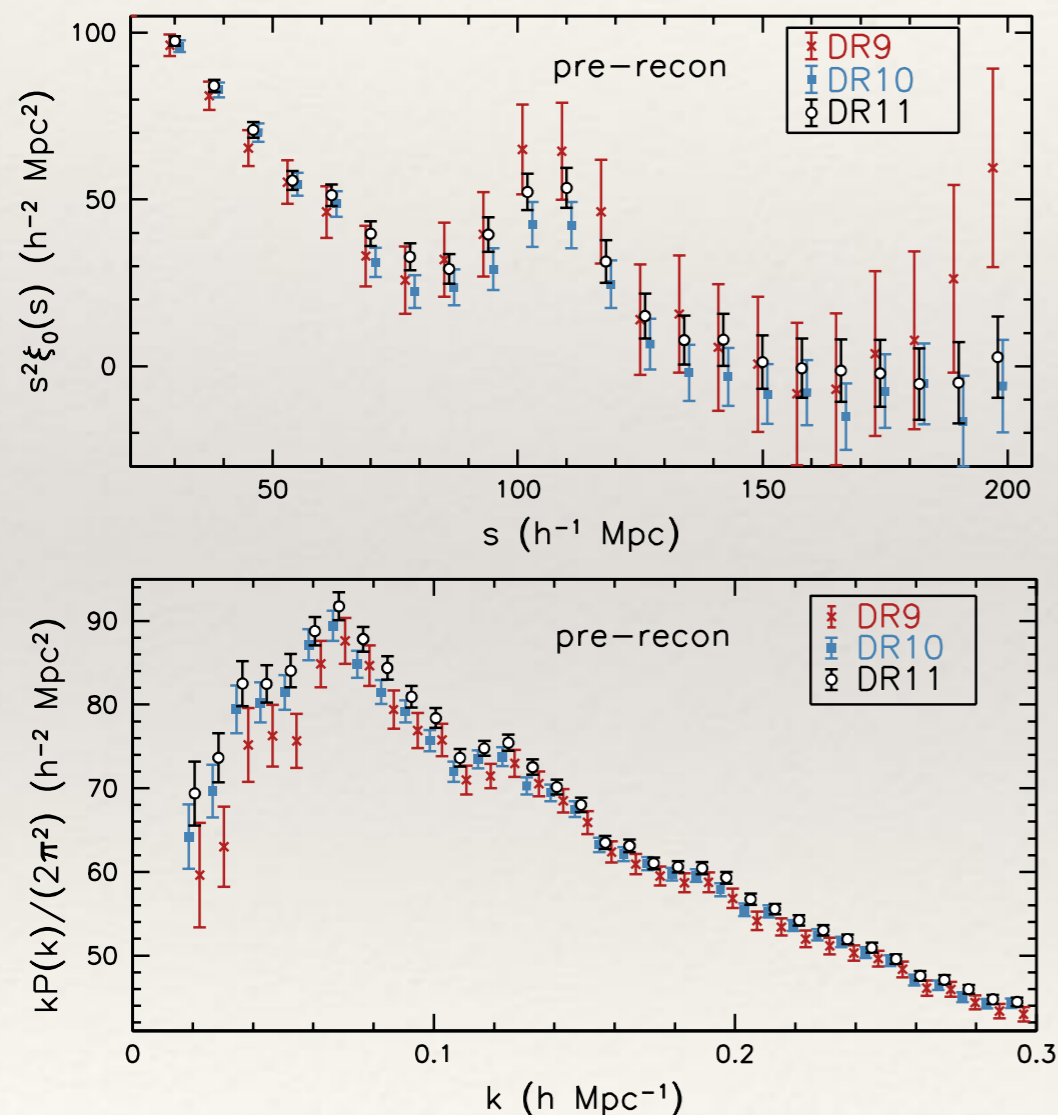 100
50
0
s²ξ₀(s) (h⁻² Mpc²)
pre-recon
DR9
DR10
DR11
50
100
150
200
s (h⁻¹ Mpc)
90
80
70
60
50
kP(k)/(2π²) (h⁻² Mpc²)
pre-recon
DR9
DR10
DR11
0
0.1
0.2
0.3
k (h Mpc⁻¹)